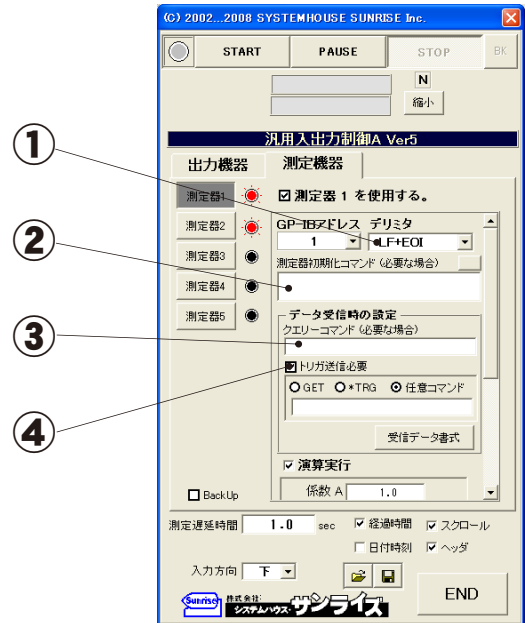 (C) 2002...2008 SYSTEMHOUSE SUNRISE Inc.
START PAUSE STOP BK
N
縮小
汎用入出力制御A Ver5
出力機器 測定機器
測定器1
測定器2
測定器3
測定器4
測定器5
測定器 1 を使用する。
GP-IBアドレス デリミタ
1 LF+EOI
測定器初期化コマンド (必要な場合)
データ受信時の設定
クエリーコマンド (必要な場合)
トリガ送信必要
GET *TRG 任意コマンド
受信データ書式
演算実行
係数 A 1.0
BackUp
測定遅延時間 1.0 sec
経過時間 スクロール
日付時刻 ヘッダ
入力方向 下
END
Sunrise 株式会社 システムハウス・サンライズ
①
②
③
④